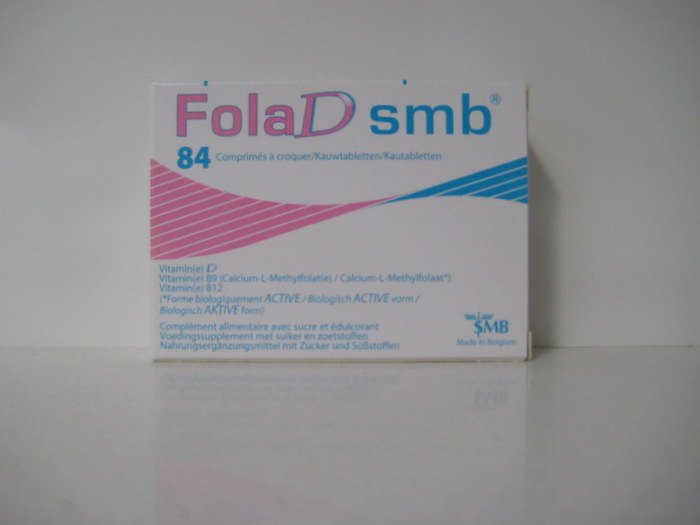 FolaD smb®
84 Comprimés à croquer/Kauwtabletten/Kautabletten
Vitamin(e) D
Vitamin(e) B9 (Calcium-L-Methylfolat(e) / Calcium-L-Methylfolaat*)
Vitamin(e) B12
(*Forme biologiquement ACTIVE / Biologisch ACTIVE vorm /
Biologisch AKTIVE form)
Complément alimentaire avec sucre et édulcorant
Voedingssupplement met suiker en zoetstoffen
Nahrungsergänzungsmittel mit Zucker und Süßstoffen
SMB
Made in Belgium